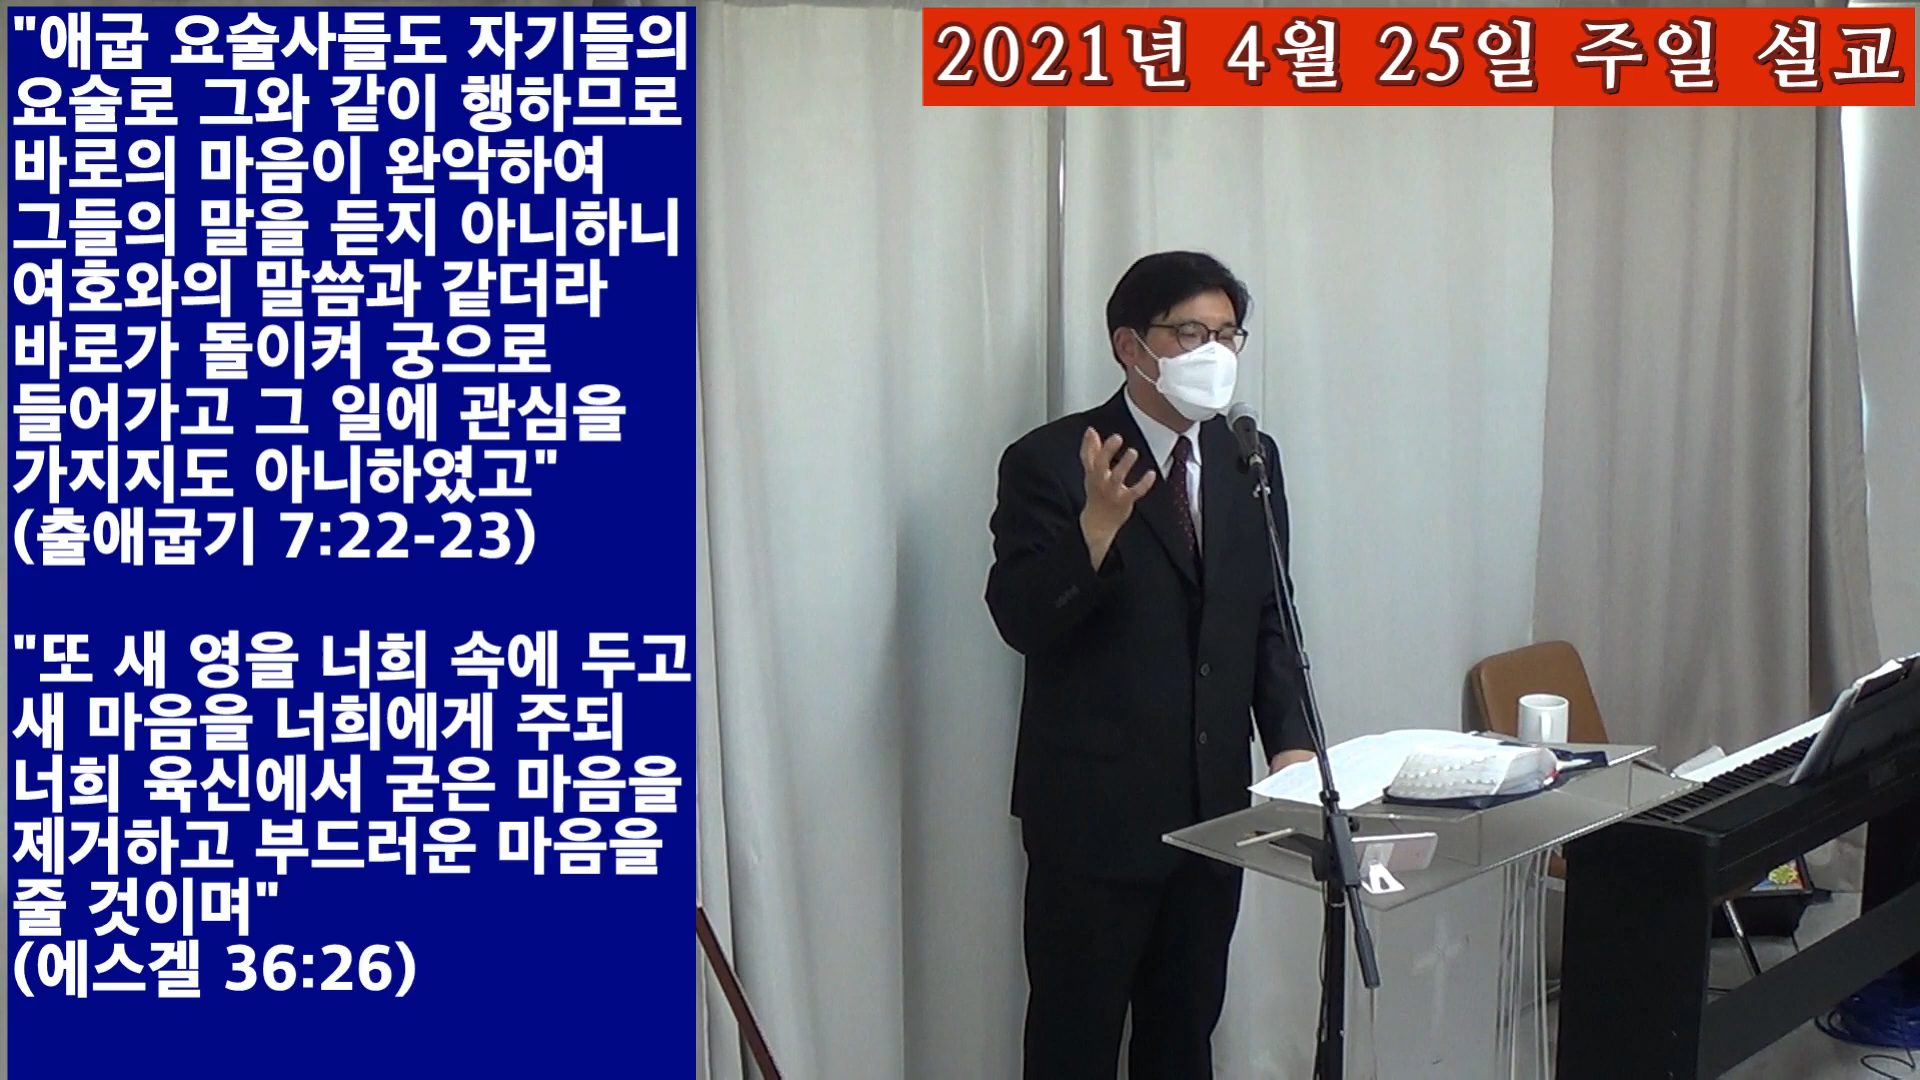 "애굽 요술사들도 자기들의
요술로 그와 같이 행하므로
바로의 마음이 완악하여
그들의 말을 듣지 아니하니
여호와의 말씀과 같더라
바로가 돌이켜 궁으로
들어가고 그 일에 관심을
가지지도 아니하였고"
(출애굽기 7:22-23)
"또 새 영을 너희 속에 두고
새 마음을 너희에게 주되
너희 육신에서 굳은 마음을
제거하고 부드러운 마음을
줄 것이며"
(에스겔 36:26)
2021년 4월 25일 주일 설교